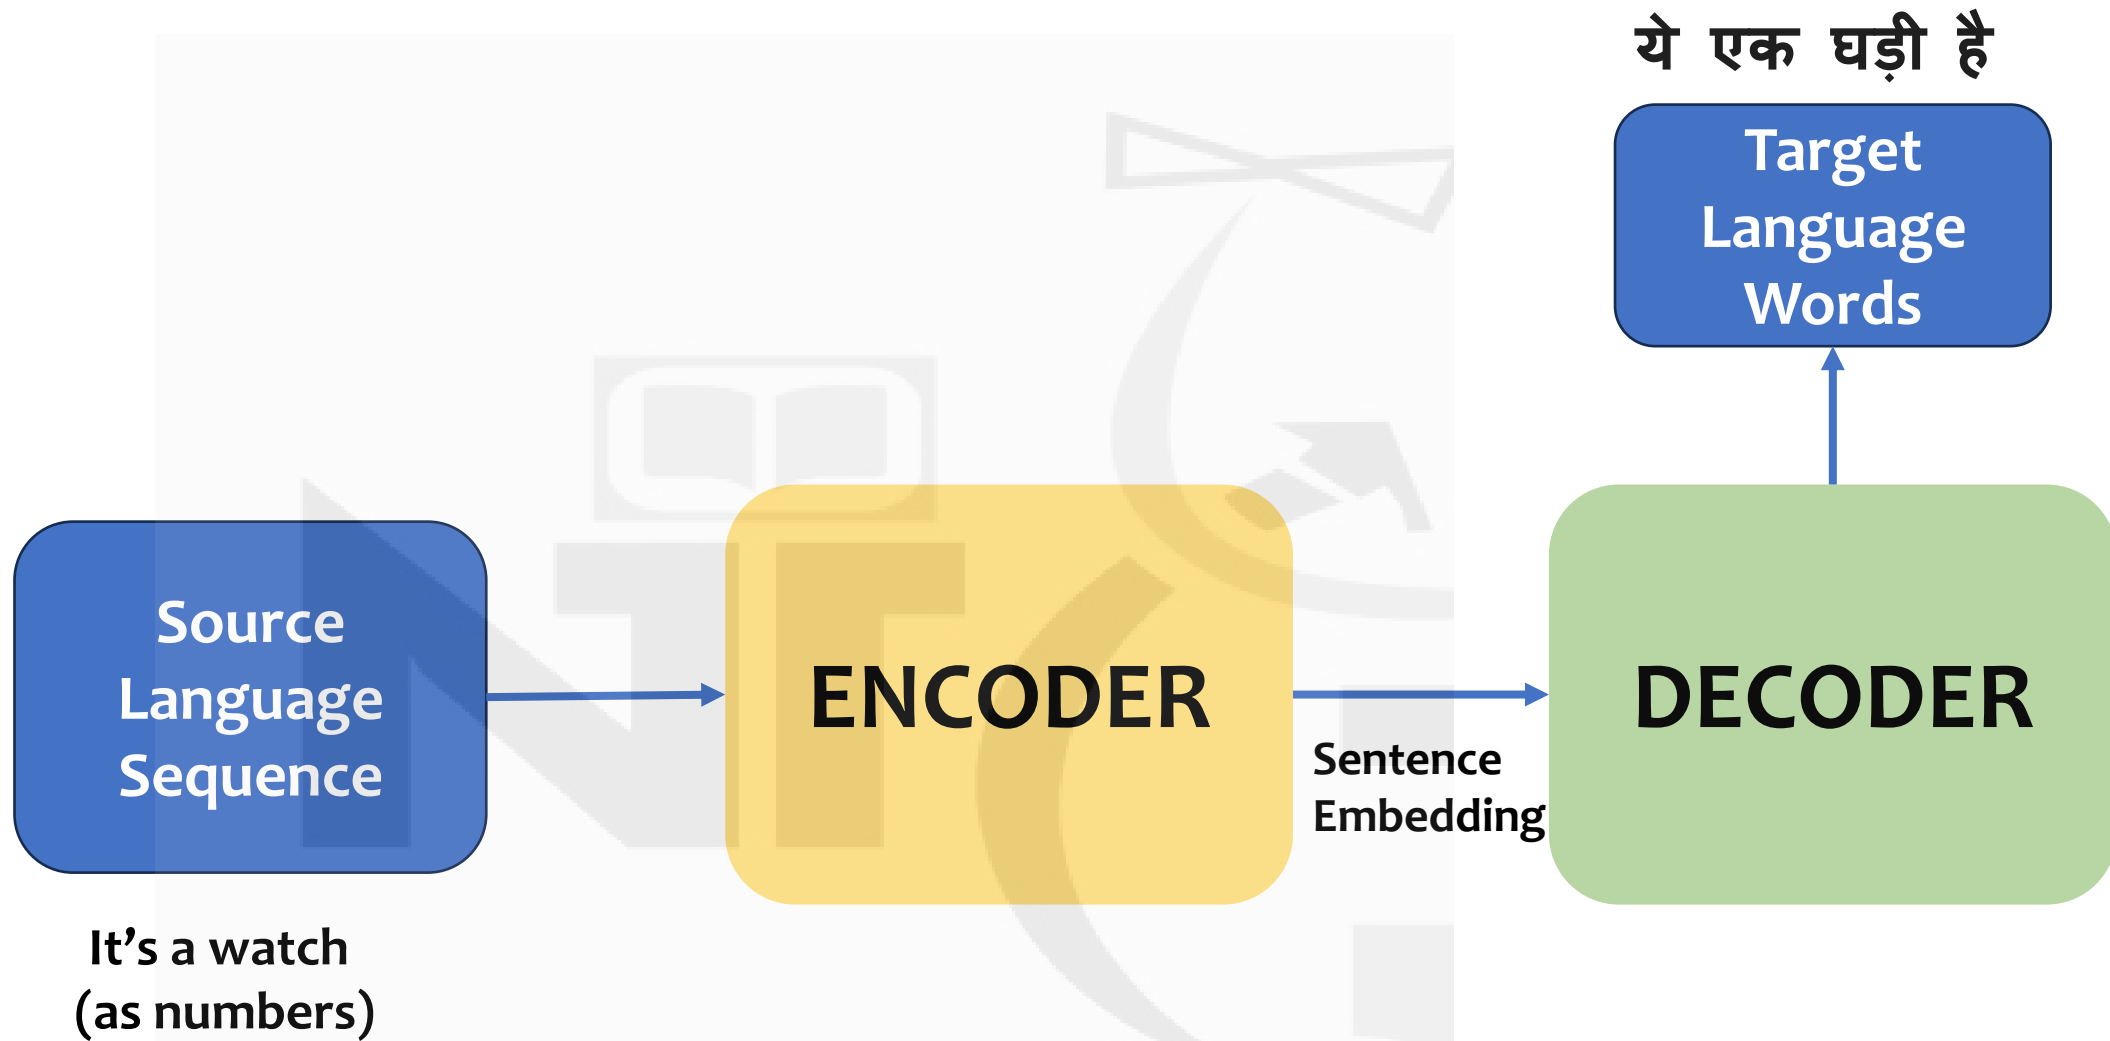 ये एक घड़ी है
Target
Language
Words
Source
Language
Sequence
ENCODER
Sentence
Embedding
DECODER
It’s a watch
(as numbers)